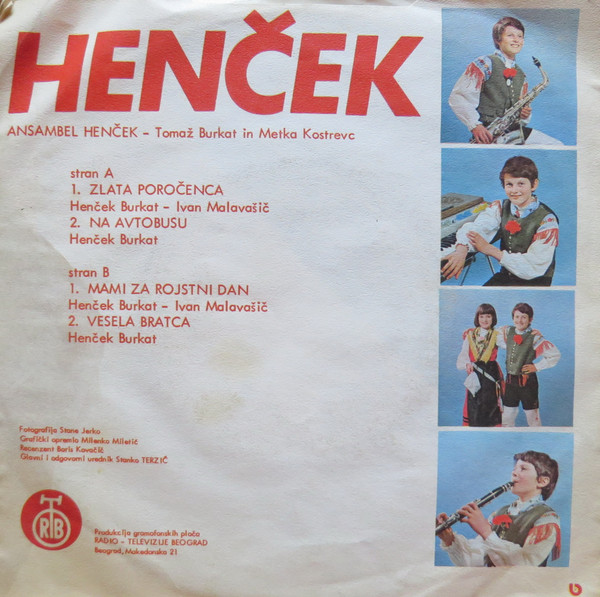 HENČEK
ANSAMBEL HENČEK – Tomaž Burkat in Metka Kostrevc
stran A
1. ZLATA POROČENCA
Henček Burkat – Ivan Malavašič
2. NA AVTOBUSU
Henček Burkat
stran B
1. MAMI ZA ROJSTNI DAN
Henček Burkat – Ivan Malavašič
2. VESELA BRATCA
Henček Burkat
Fotografija Stane Jerko
Grafički opremio Milenko Miletić
Recenzent Boris Kovačič
Glavni i odgovorni urednik Stanko TERZIČ
RTB
Produkcija gramofonskih ploča
RADIO – TELEVIZIJE BEOGRAD
Beograd, Makedonska 21
b